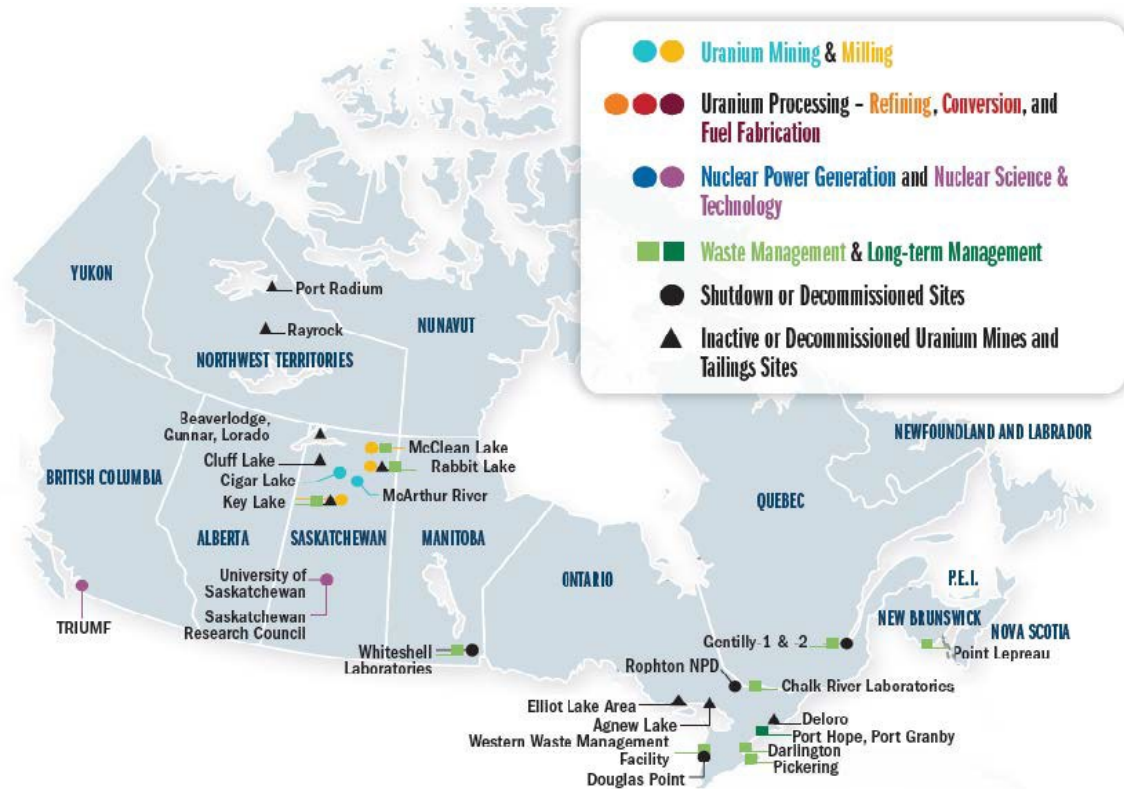 Uranium Mining & Milling
Uranium Processing – Refining, Conversion, and
Fuel Fabrication
Nuclear Power Generation and Nuclear Science &
Technology
Waste Management & Long-term Management
Shutdown or Decommissioned Sites
Inactive or Decommissioned Uranium Mines and
Tailings Sites
YUKON
Port Radium
Rayrock
NUNAVUT
NORTHWEST TERRITORIES
Beaverlodge,
Gunnar, Lorado
McClean Lake
Cluff Lake
Rabbit Lake
Cigar Lake
McArthur River
Key Lake
BRITISH COLUMBIA
ALBERTA
SASKATCHEWAN
MANITOBA
ONTARIO
QUEBEC
NEWFOUNDLAND AND LABRADOR
P.E.I.
NEW BRUNSWICK
NOVA SCOTIA
University of
Saskatchewan
Saskatchewan
Research Council
TRIUMF
Whiteshell
Laboratories
Gentilly-1 & -2
Point Lepreau
Rophton NPD
Chalk River Laboratories
Elliot Lake Area
Agnew Lake
Deloro
Port Hope, Port Granby
Western Waste Management
Facility
Darlington
Pickering
Douglas Point